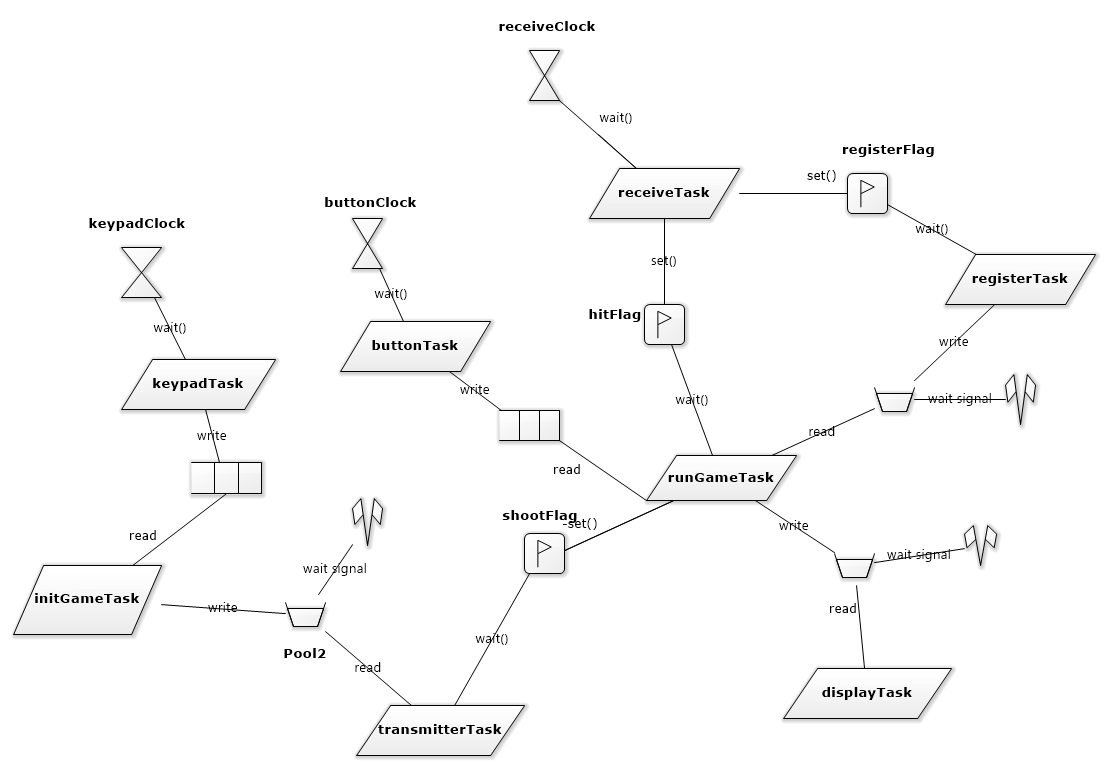 receiveClock
wait()
registerFlag
set()
receiveTask
buttonClock
keypadClock
wait()
set()
registerTask
wait()
hitFlag
wait()
write
buttonTask
keypadTask
write
wait()
wait signal
write
read
read
runGameTask
shootFlag
-set()
write
read
wait signal
wait signal
initGameTask
write
read
wait()
Pool2
read
displayTask
transmitterTask